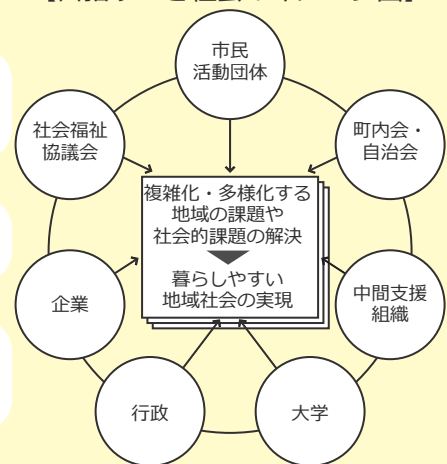 市民
活動団体
社会福祉
協議会
町内会・
自治会
複雑化・多様化する
地域の課題や
社会的課題の解決
暮らしやすい
地域社会の実現
企業
中間支援
組織
行政
大学